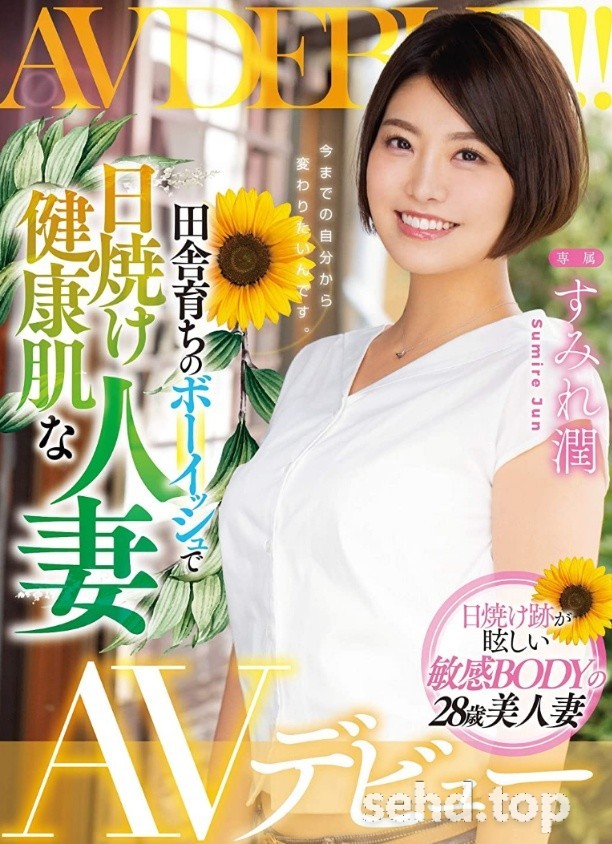 AV DEBUT!!
今までの自分から
変わりたいんです。
田舎育ちのボーイッシュで
日焼け
健康肌な
人妻
専属
すみれ潤
Sumire Jun
日焼け跡が
眩しい
敏感BODYの
28歳美人妻
AVデビュー
sehd.top